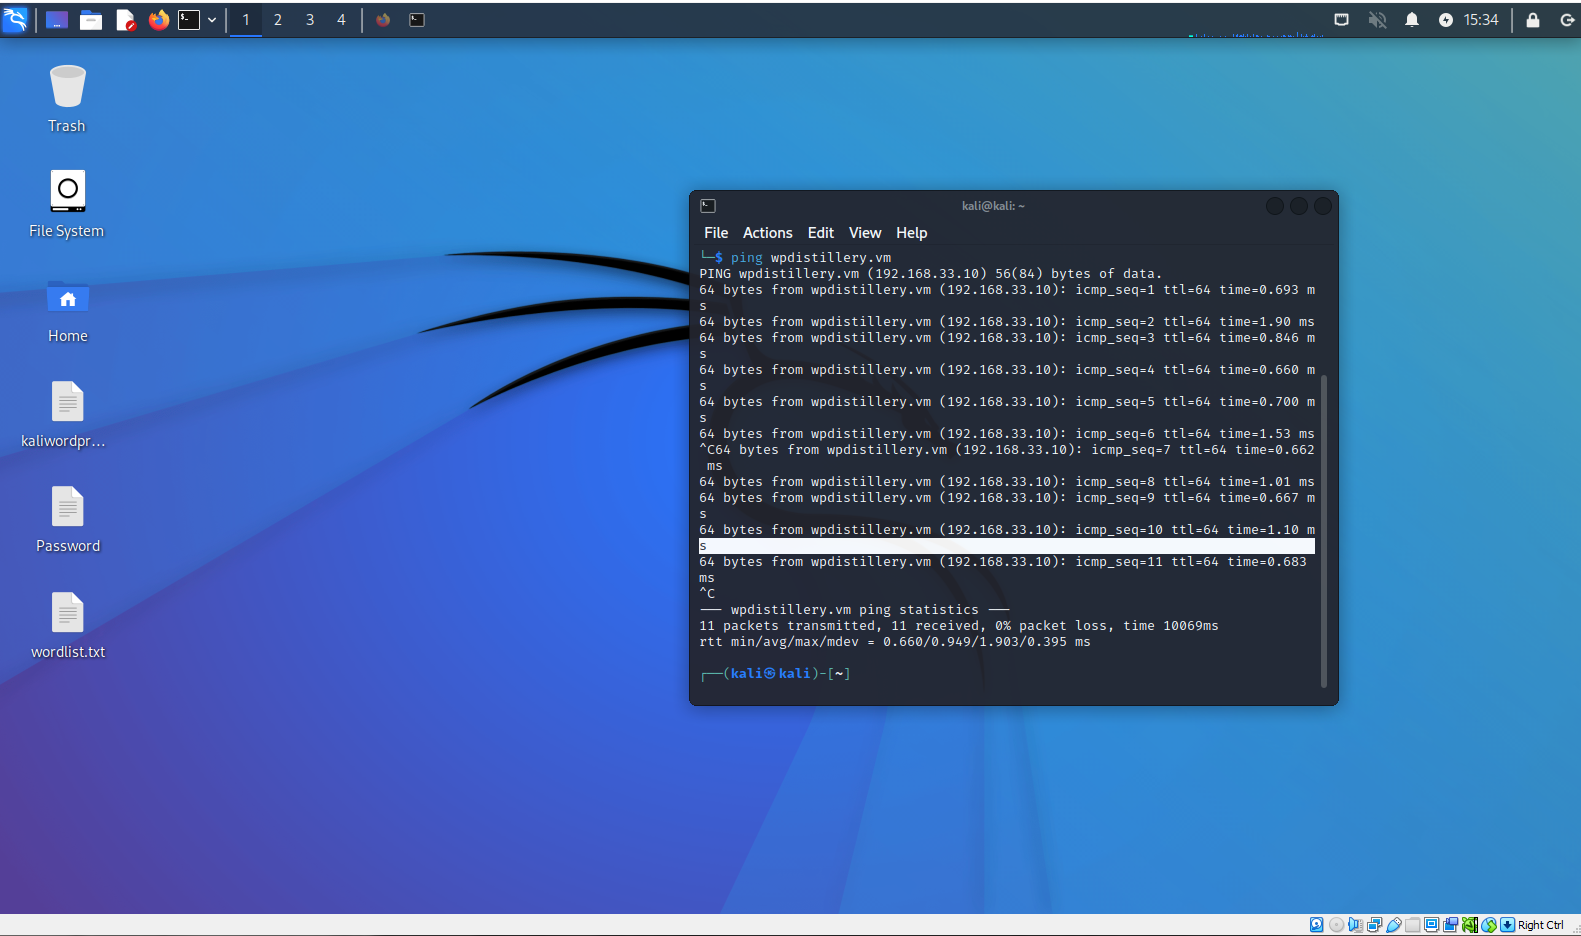 1 2 3 4
15:34
Trash
File System
Home
kaliwordpr...
Password
wordlist.txt
kali@kali: ~
File Actions Edit View Help
└─$ ping wpdistillery.vm
PING wpdistillery.vm (192.168.33.10) 56(84) bytes of data.
64 bytes from wpdistillery.vm (192.168.33.10): icmp_seq=1 ttl=64 time=0.693 m
s
64 bytes from wpdistillery.vm (192.168.33.10): icmp_seq=2 ttl=64 time=1.90 ms
64 bytes from wpdistillery.vm (192.168.33.10): icmp_seq=3 ttl=64 time=0.846 m
s
64 bytes from wpdistillery.vm (192.168.33.10): icmp_seq=4 ttl=64 time=0.660 m
s
64 bytes from wpdistillery.vm (192.168.33.10): icmp_seq=5 ttl=64 time=0.700 m
s
64 bytes from wpdistillery.vm (192.168.33.10): icmp_seq=6 ttl=64 time=1.53 ms
^C64 bytes from wpdistillery.vm (192.168.33.10): icmp_seq=7 ttl=64 time=0.662
ms
64 bytes from wpdistillery.vm (192.168.33.10): icmp_seq=8 ttl=64 time=1.01 ms
64 bytes from wpdistillery.vm (192.168.33.10): icmp_seq=9 ttl=64 time=0.667 m
s
64 bytes from wpdistillery.vm (192.168.33.10): icmp_seq=10 ttl=64 time=1.10 m
s
64 bytes from wpdistillery.vm (192.168.33.10): icmp_seq=11 ttl=64 time=0.683
ms
^C
--- wpdistillery.vm ping statistics ---
11 packets transmitted, 11 received, 0% packet loss, time 10069ms
rtt min/avg/max/mdev = 0.660/0.949/1.903/0.395 ms
┌──(kali㉿kali)-[~]
Right Ctrl